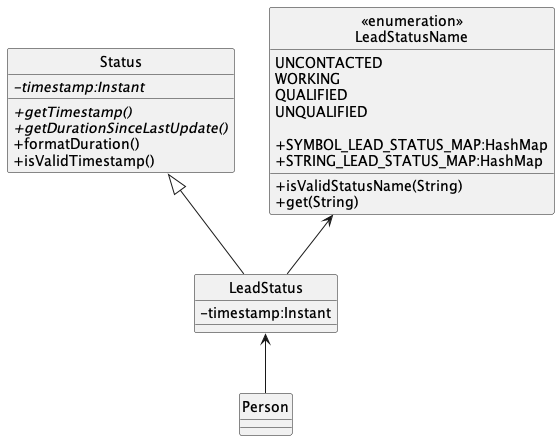 Status
-timestamp:Instant
+getTimestamp()
+getDurationSinceLastUpdate()
+formatDuration()
+isValidTimestamp()
«enumeration»
LeadStatusName
UNCONTACTED
WORKING
QUALIFIED
UNQUALIFIED
+SYMBOL_LEAD_STATUS_MAP:HashMap
+STRING_LEAD_STATUS_MAP:HashMap
+isValidStatusName(String)
+get(String)
LeadStatus
-timestamp:Instant
Person